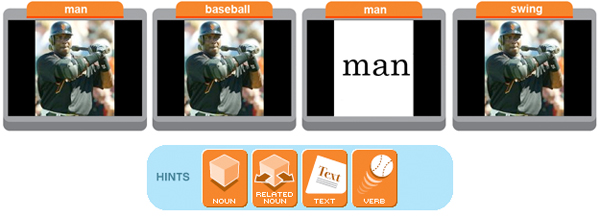 man
baseball
man
swing
man
HINTS
NOUN
RELATED
NOUN
Text
TEXT
VERB